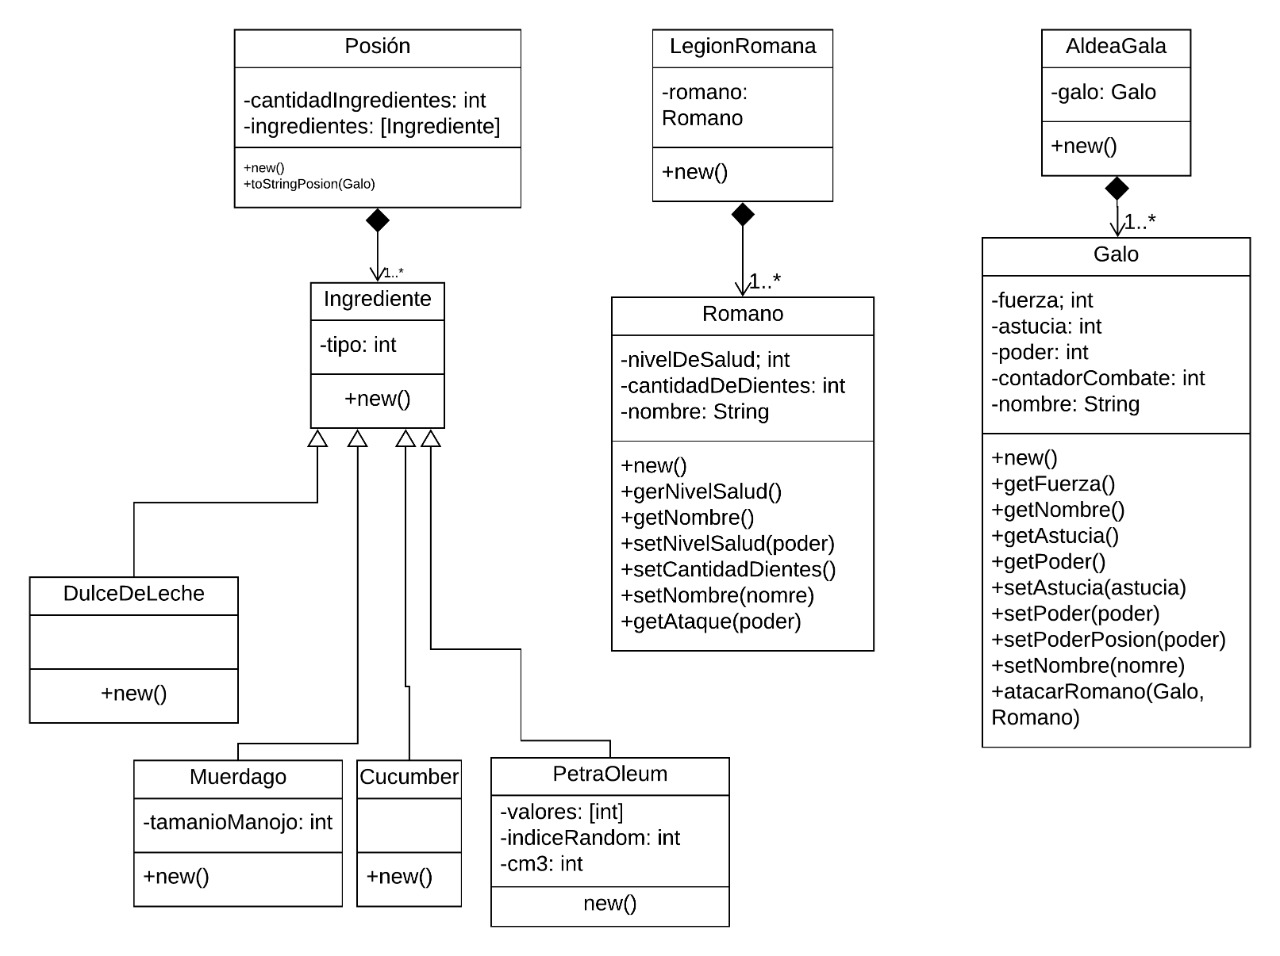 Posión
-cantidadIngredientes: int
-ingredientes: [Ingrediente]
+new()
+toStringPosion(Galo)
1..*
Ingrediente
-tipo: int
+new()
DulceDeLeche
+new()
Muerdago
-tamanioManojo: int
+new()
Cucumber
+new()
PetraOleum
-valores: [int]
-indiceRandom: int
-cm3: int
new()
LegionRomana
-romano:
Romano
+new()
1..*
Romano
-nivelDeSalud; int
-cantidadDeDientes: int
-nombre: String
+new()
+gerNivelSalud()
+getNombre()
+setNivelSalud(poder)
+setCantidadDientes()
+setNombre(nomre)
+getAtaque(poder)
AldeaGala
-galo: Galo
+new()
1..*
Galo
-fuerza; int
-astucia: int
-poder: int
-contadorCombate: int
-nombre: String
+new()
+getFuerza()
+getNombre()
+getAstucia()
+getPoder()
+setAstucia(astucia)
+setPoder(poder)
+setPoderPosion(poder)
+setNombre(nomre)
+atacarRomano(Galo,
Romano)